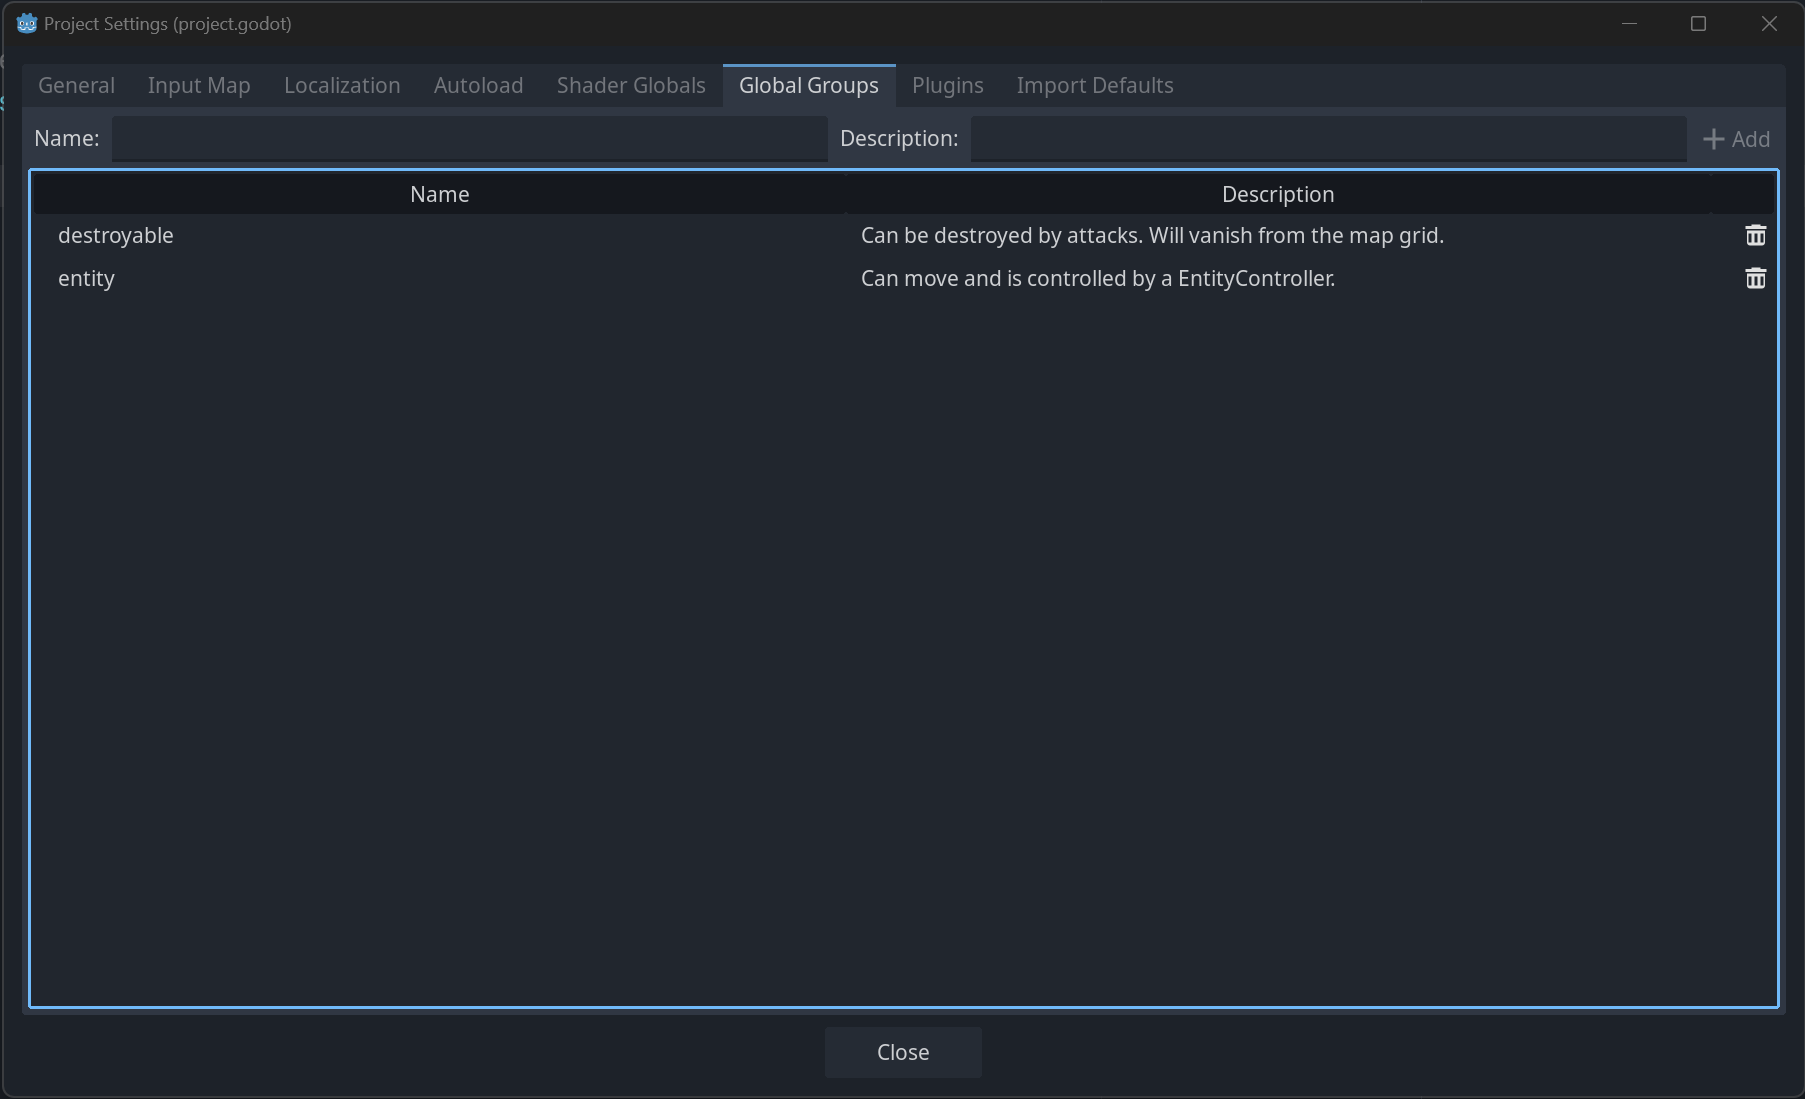 Project Settings (project.godot)
General Input Map Localization Autoload Shader Globals Global Groups Plugins Import Defaults
Name: Description: Add
Name Description
destroyable Can be destroyed by attacks. Will vanish from the map grid.
entity Can move and is controlled by a EntityController.
Close